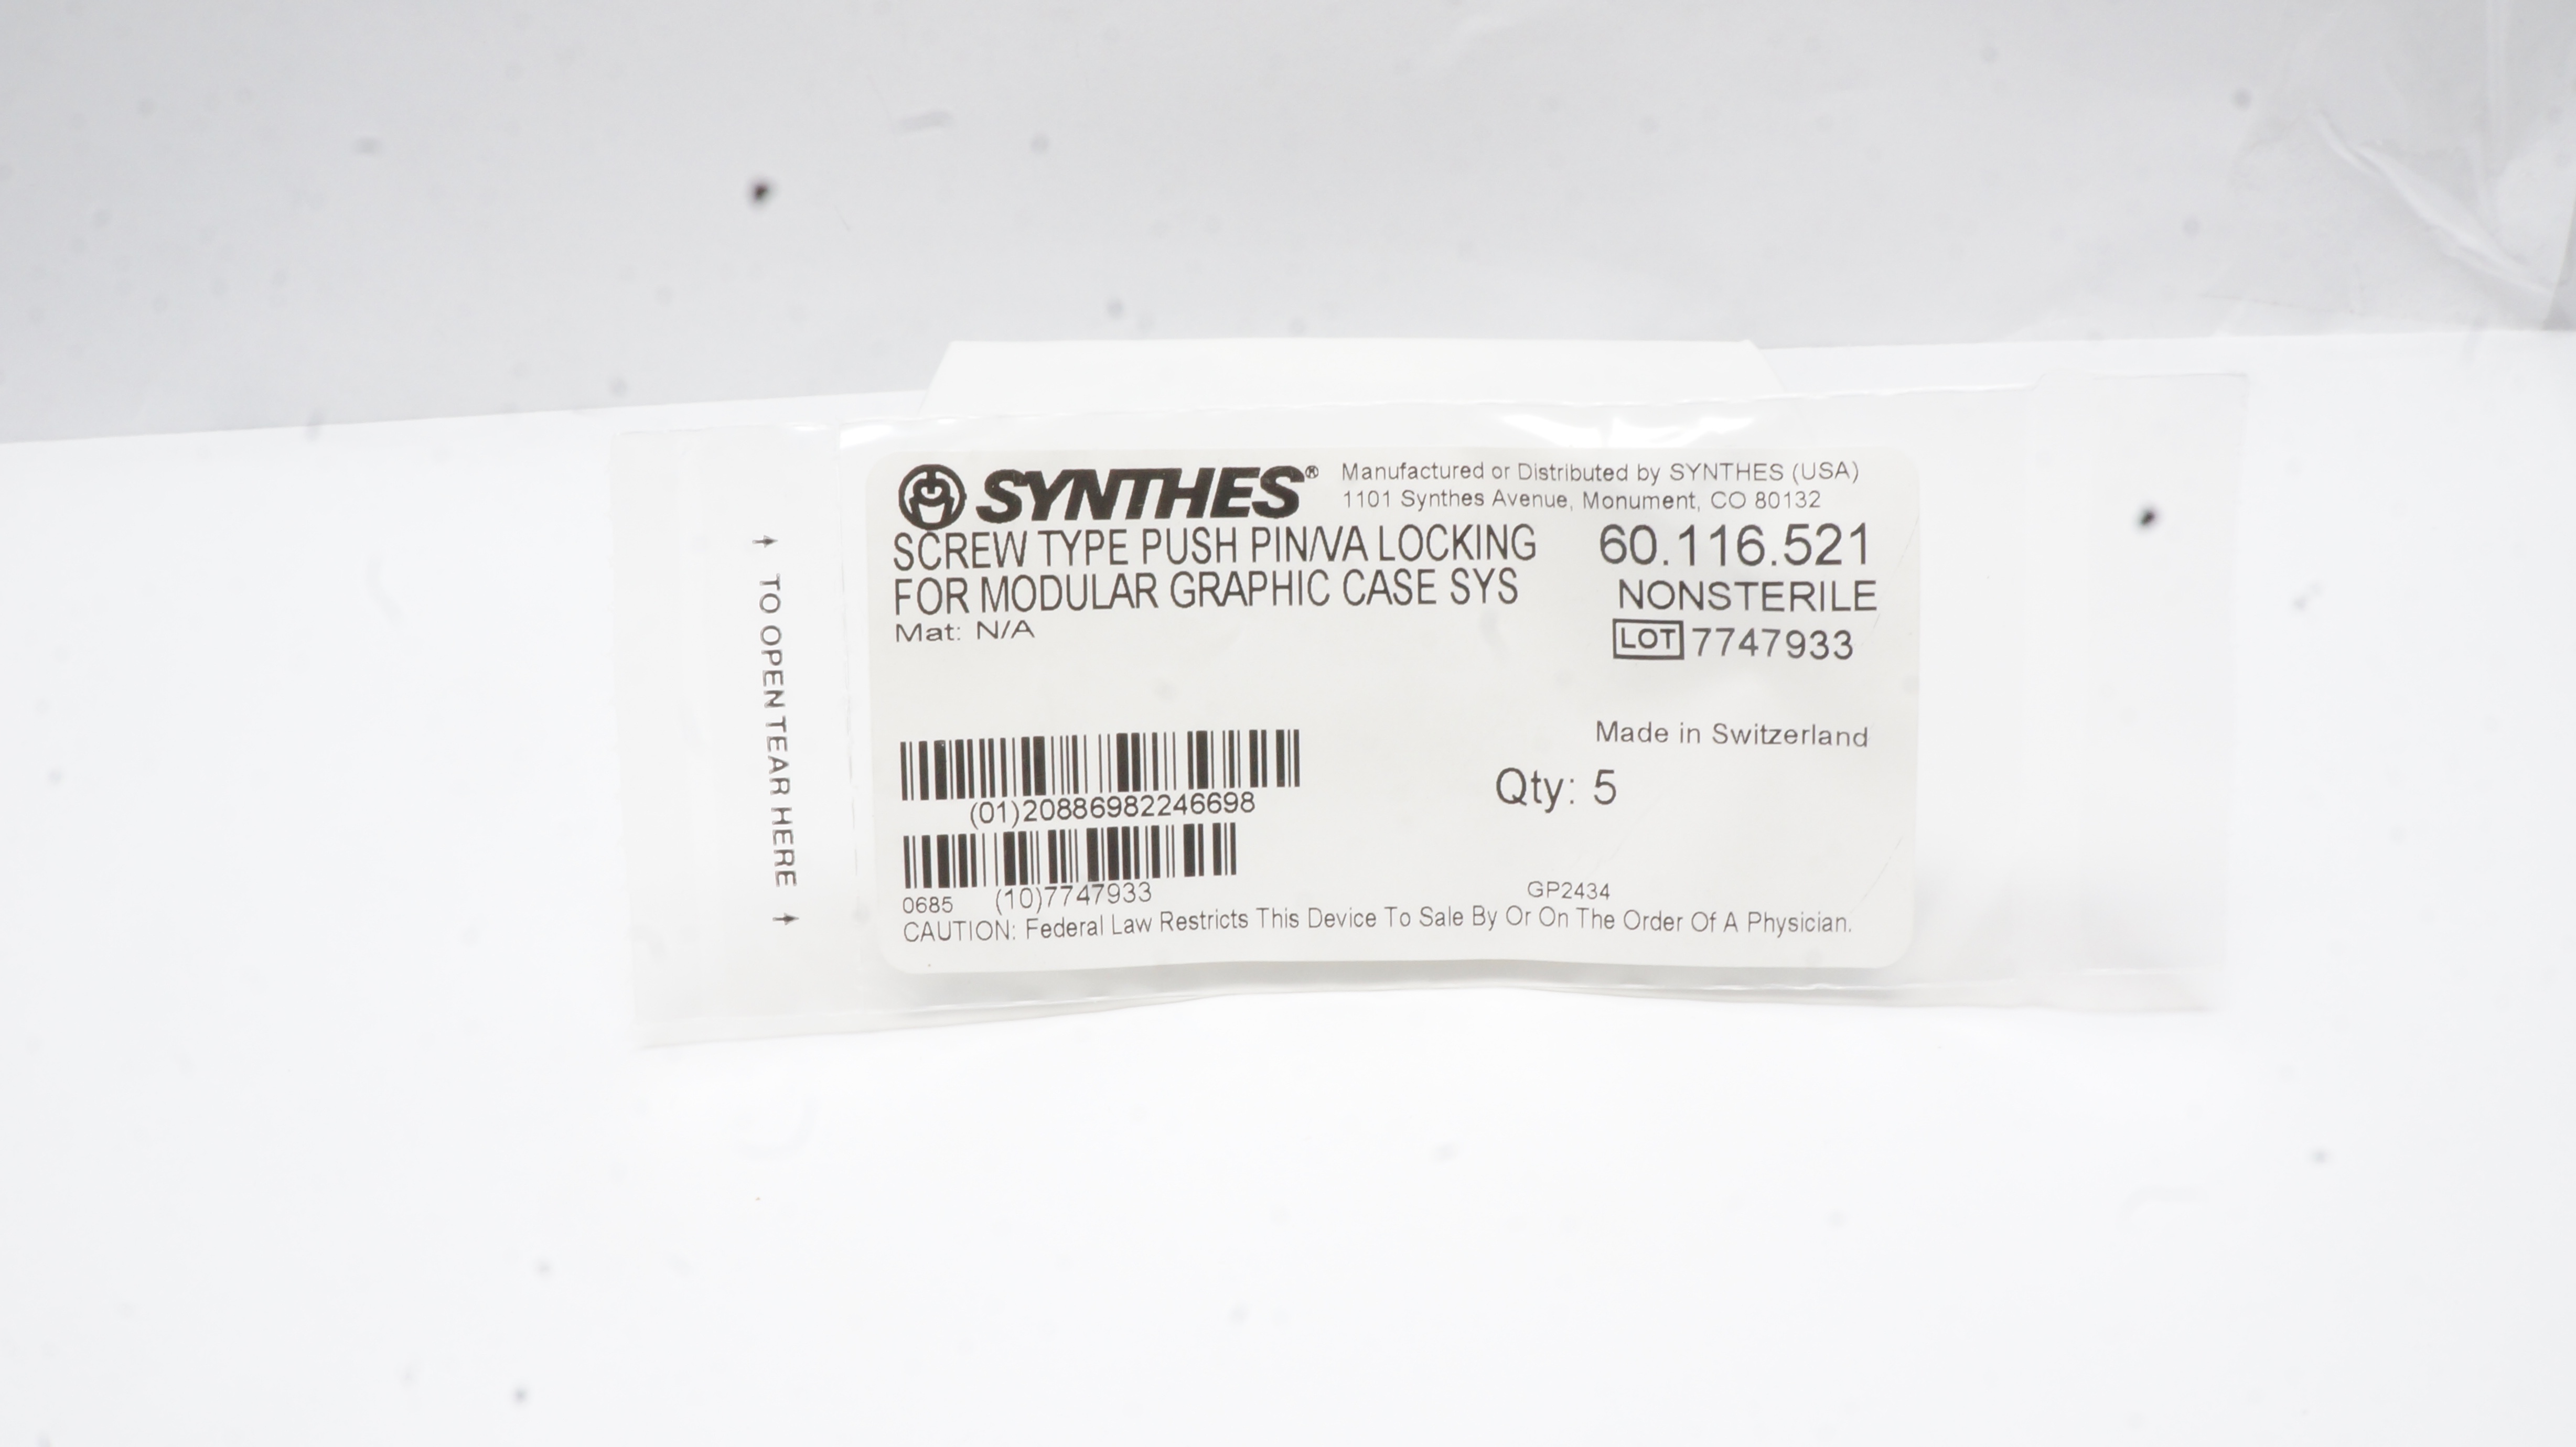 SYNTHES®
Manufactured or Distributed by SYNTHES (USA)
1101 Synthes Avenue, Monument, CO 80132
SCREW TYPE PUSH PIN/VA LOCKING
FOR MODULAR GRAPHIC CASE SYS
Mat: N/A
60.116.521
NONSTERILE
LOT 7747933
Made in Switzerland
Qty: 5
(01)20886982246698
(10)7747933
0685
GP2434
CAUTION: Federal Law Restricts This Device To Sale By Or On The Order Of A Physician.
TO OPEN TEAR HERE